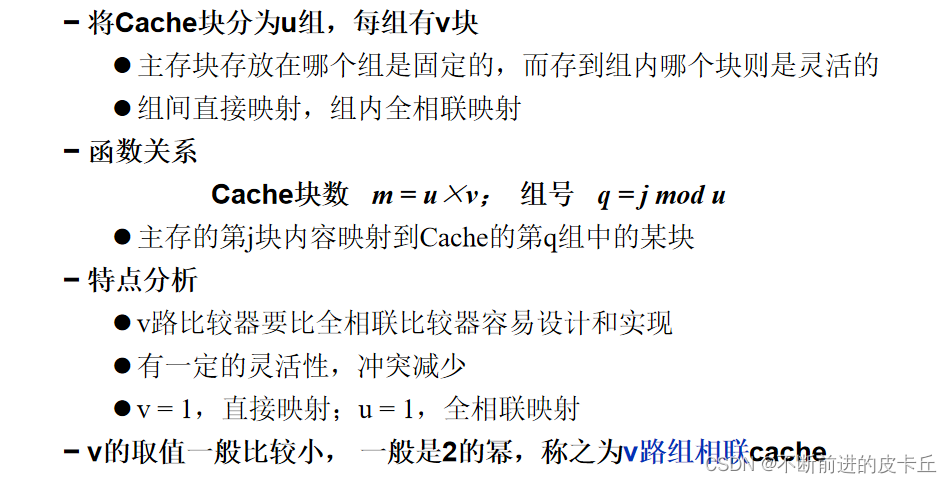 – 将Cache块分为u组，每组有v块
● 主存块存放在哪个组是固定的，而存到组内哪个块则是灵活的
● 组间直接映射，组内全相联映射
– 函数关系
Cache块数 m = u×v； 组号 q = j mod u
● 主存的第j块内容映射到Cache的第q组中的某块
– 特点分析
● v路比较器要比全相联比较器容易设计和实现
● 有一定的灵活性，冲突减少
● v = 1，直接映射；u = 1，全相联映射
– v的取值一般比较小， 一般是2的幂，称之为v路组相联cache
CSDN @不断前进的皮卡丘